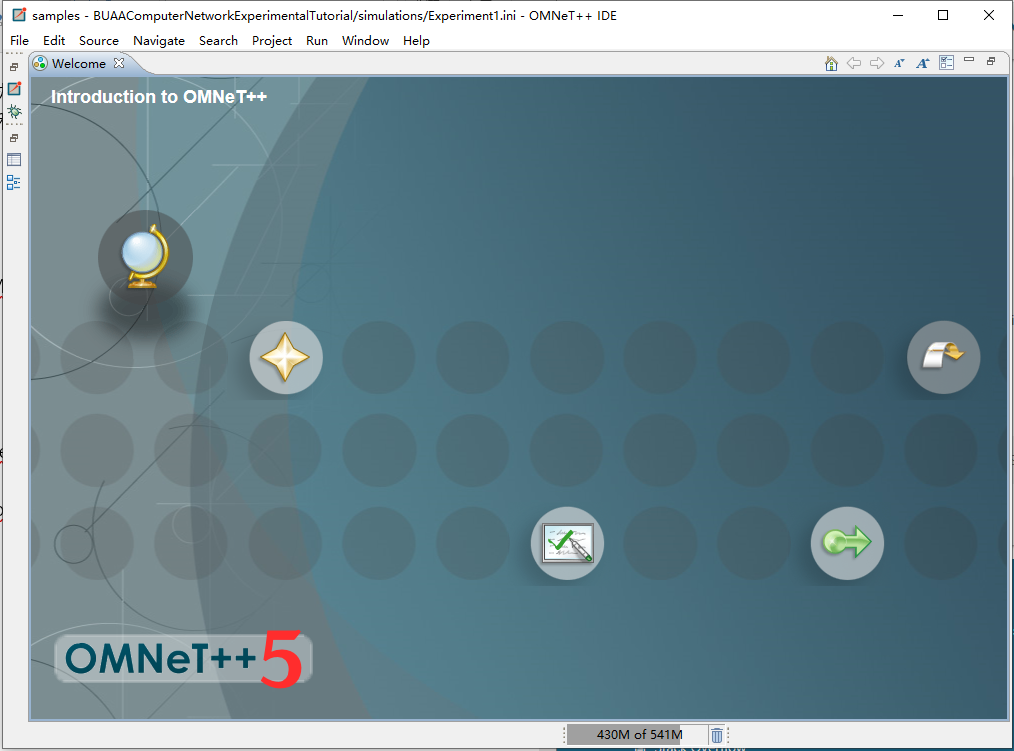 samples - BUAAComputerNetworkExperimentalTutorial/simulations/Experiment1.ini - OMNeT++ IDE
File Edit Source Navigate Search Project Run Window Help
Welcome
Introduction to OMNeT++
OMNeT++ 5
430M of 541M